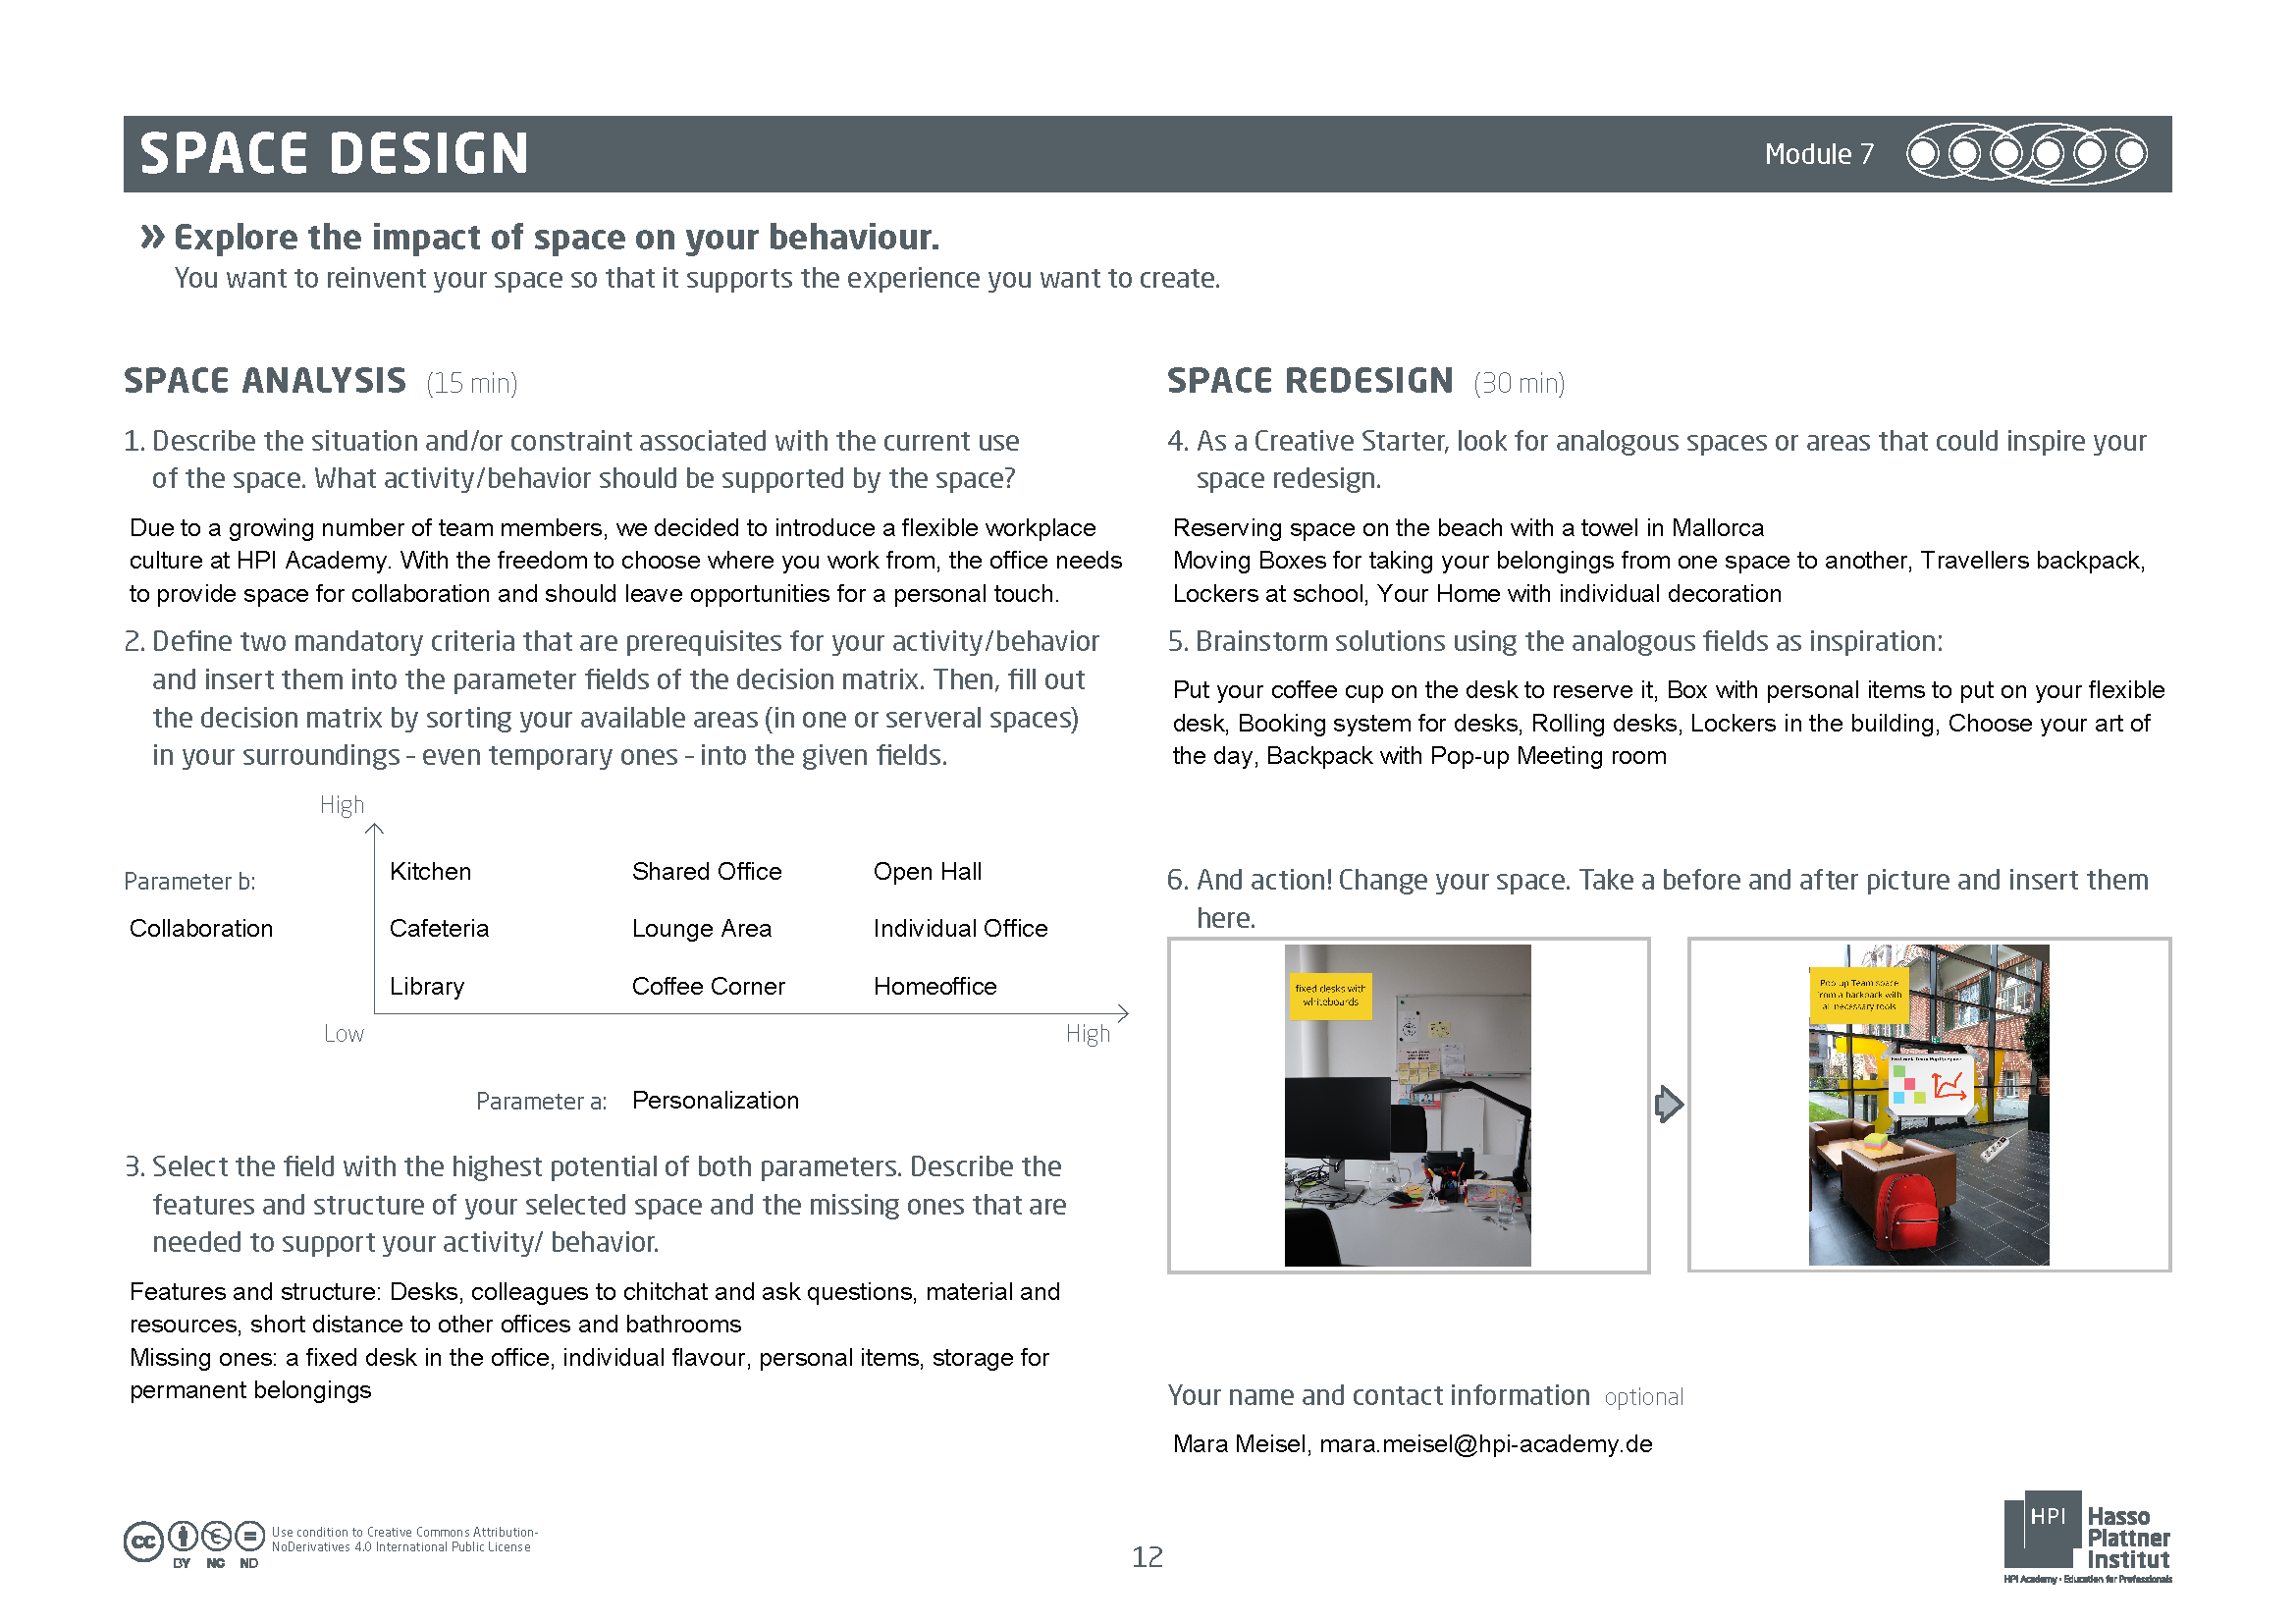 SPACE DESIGN
Module 7
» Explore the impact of space on your behaviour.
You want to reinvent your space so that it supports the experience you want to create.
SPACE ANALYSIS (15 min)
1. Describe the situation and/or constraint associated with the current use
of the space. What activity/behavior should be supported by the space?
Due to a growing number of team members, we decided to introduce a flexible workplace
culture at HPI Academy. With the freedom to choose where you work from, the office needs
to provide space for collaboration and should leave opportunities for a personal touch.
2. Define two mandatory criteria that are prerequisites for your activity/behavior
and insert them into the parameter fields of the decision matrix. Then, fill out
the decision matrix by sorting your available areas (in one or serveral spaces)
in your surroundings – even temporary ones – into the given fields.
High
Parameter b:
Collaboration
Kitchen Shared Office Open Hall
Cafeteria Lounge Area Individual Office
Library Coffee Corner Homeoffice
Low High
Parameter a: Personalization
3. Select the field with the highest potential of both parameters. Describe the
features and structure of your selected space and the missing ones that are
needed to support your activity/ behavior.
Features and structure: Desks, colleagues to chitchat and ask questions, material and
resources, short distance to other offices and bathrooms
Missing ones: a fixed desk in the office, individual flavour, personal items, storage for
permanent belongings
SPACE REDESIGN (30 min)
4. As a Creative Starter, look for analogous spaces or areas that could inspire your
space redesign.
Reserving space on the beach with a towel in Mallorca
Moving Boxes for taking your belongings from one space to another, Travellers backpack,
Lockers at school, Your Home with individual decoration
5. Brainstorm solutions using the analogous fields as inspiration:
Put your coffee cup on the desk to reserve it, Box with personal items to put on your flexible
desk, Booking system for desks, Rolling desks, Lockers in the building, Choose your art of
the day, Backpack with Pop-up Meeting room
6. And action! Change your space. Take a before and after picture and insert them
here.
fixed desks with
whiteboards
Pop up Team space
from a backpack with
all necessary tools
Your name and contact information optional
Mara Meisel, mara.meisel@hpi-academy.de
cc BY NC ND
Use condition to Creative Commons Attribution-
NoDerivatives 4.0 International Public License
12
HPI Hasso
Plattner
Institut
HPI Academy • Education for Professionals